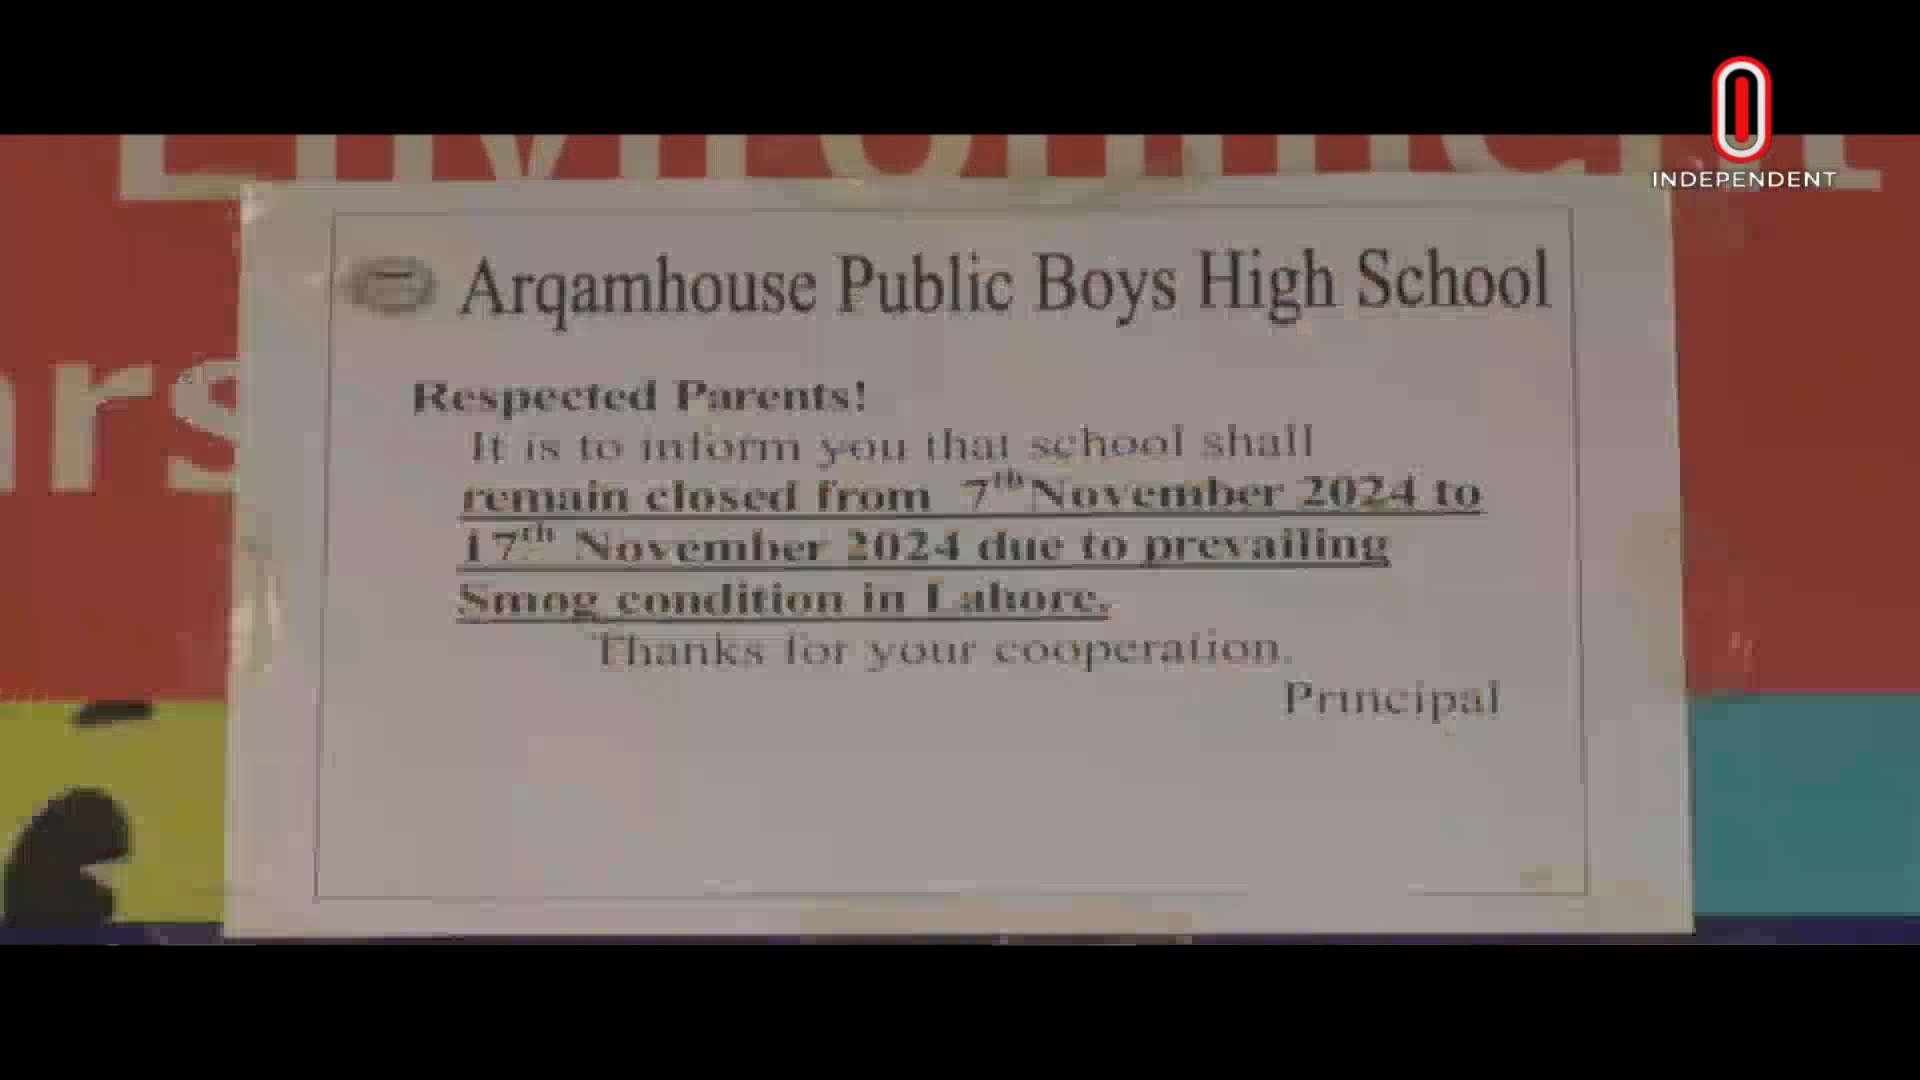 INDEPENDENT
Environment
ars
Arqamhouse Public Boys High School
Respected Parents!
It is to inform you that school shall
remain closed from 7th November 2024 to
17th November 2024 due to prevailing
Smog condition in Lahore.
Thanks for your cooperation.
Principal